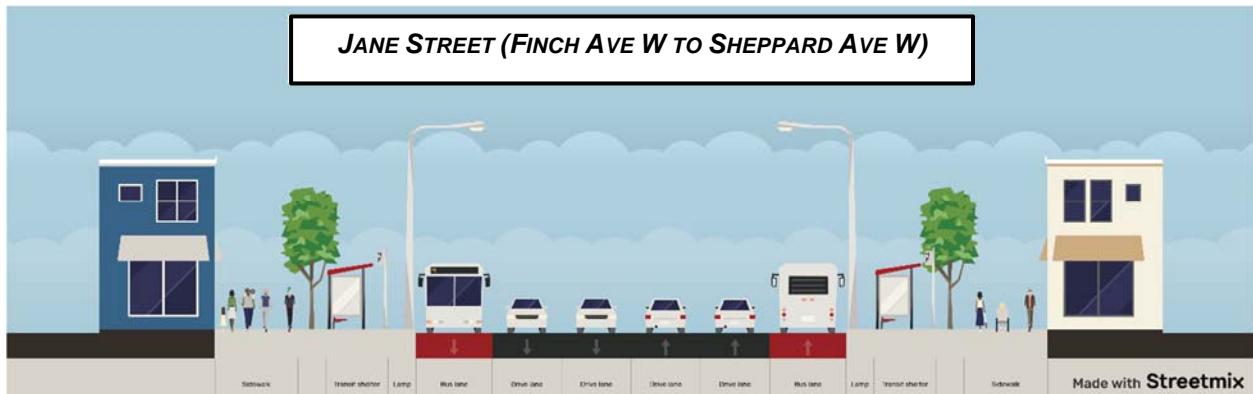 JANE STREET (FINCH AVE W TO SHEPPARD AVE W)
Sidewalk Transit shelter Lamp Bus lane Drive lane Drive lane Drive lane Drive lane Bus lane Lamp Transit shelter Sidewalk
Made with Streetmix